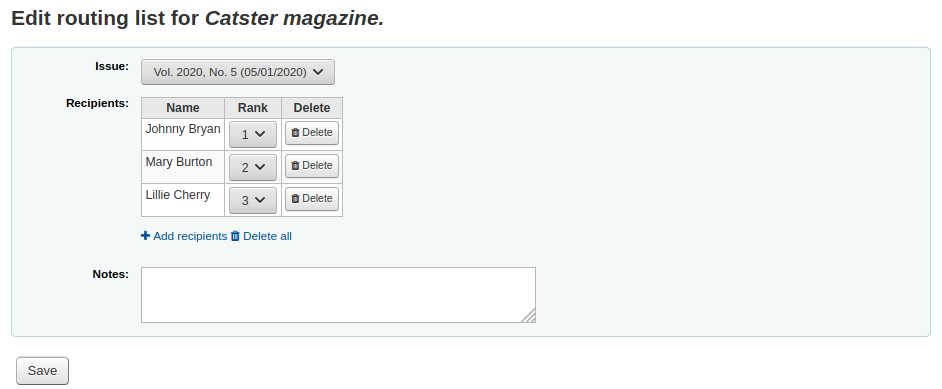 Edit routing list for Catster magazine.
Issue: Vol. 2020, No. 5 (05/01/2020)
Recipients: Name Rank Delete
Johnny Bryan 1 Delete
Mary Burton 2 Delete
Lillie Cherry 3 Delete
Add recipients Delete all
Notes:
Save